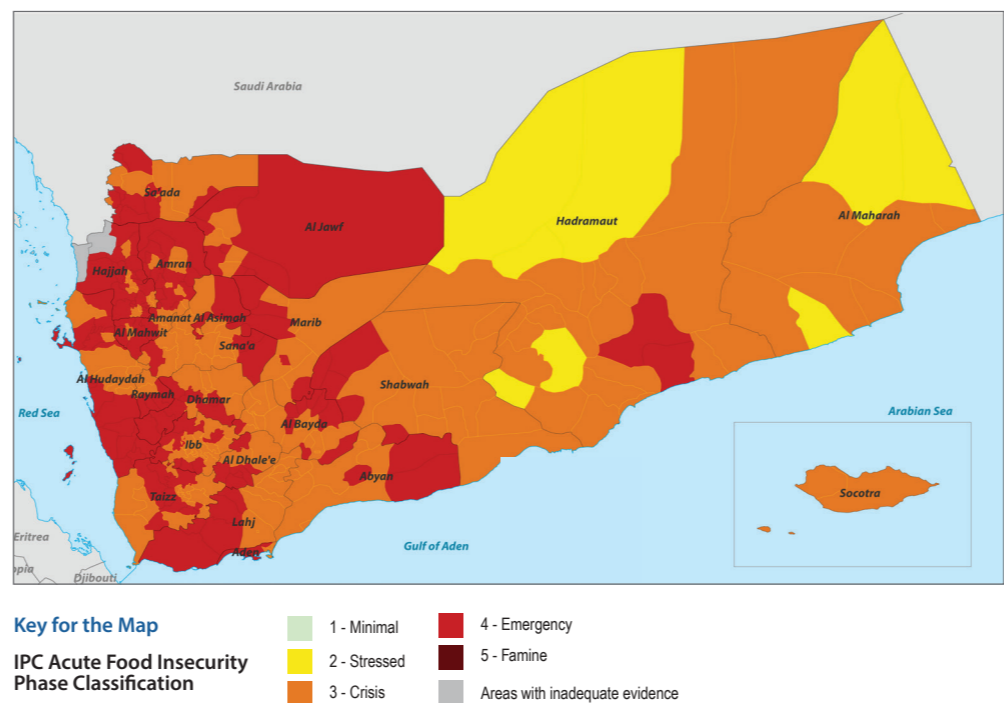 Saudi Arabia
Sa'ada
Al Jawf
Hadramaut
Al Maharah
Hajjah
Amran
Amanat Al Asimah
Marib
Al Mahwit
Sana'a
Al Hudaydah
Shabwah
Raymah
Dhamar
Red Sea
Arabian Sea
Al Bayda
Ibb
Al Dhale'e
Abyan
Taizz
Socotra
Lahj
Eritrea
Aden
Gulf of Aden
pia
Djibouti
Key for the Map
IPC Acute Food Insecurity
Phase Classification
1 - Minimal
2 - Stressed
3 - Crisis
4 - Emergency
5 - Famine
Areas with inadequate evidence